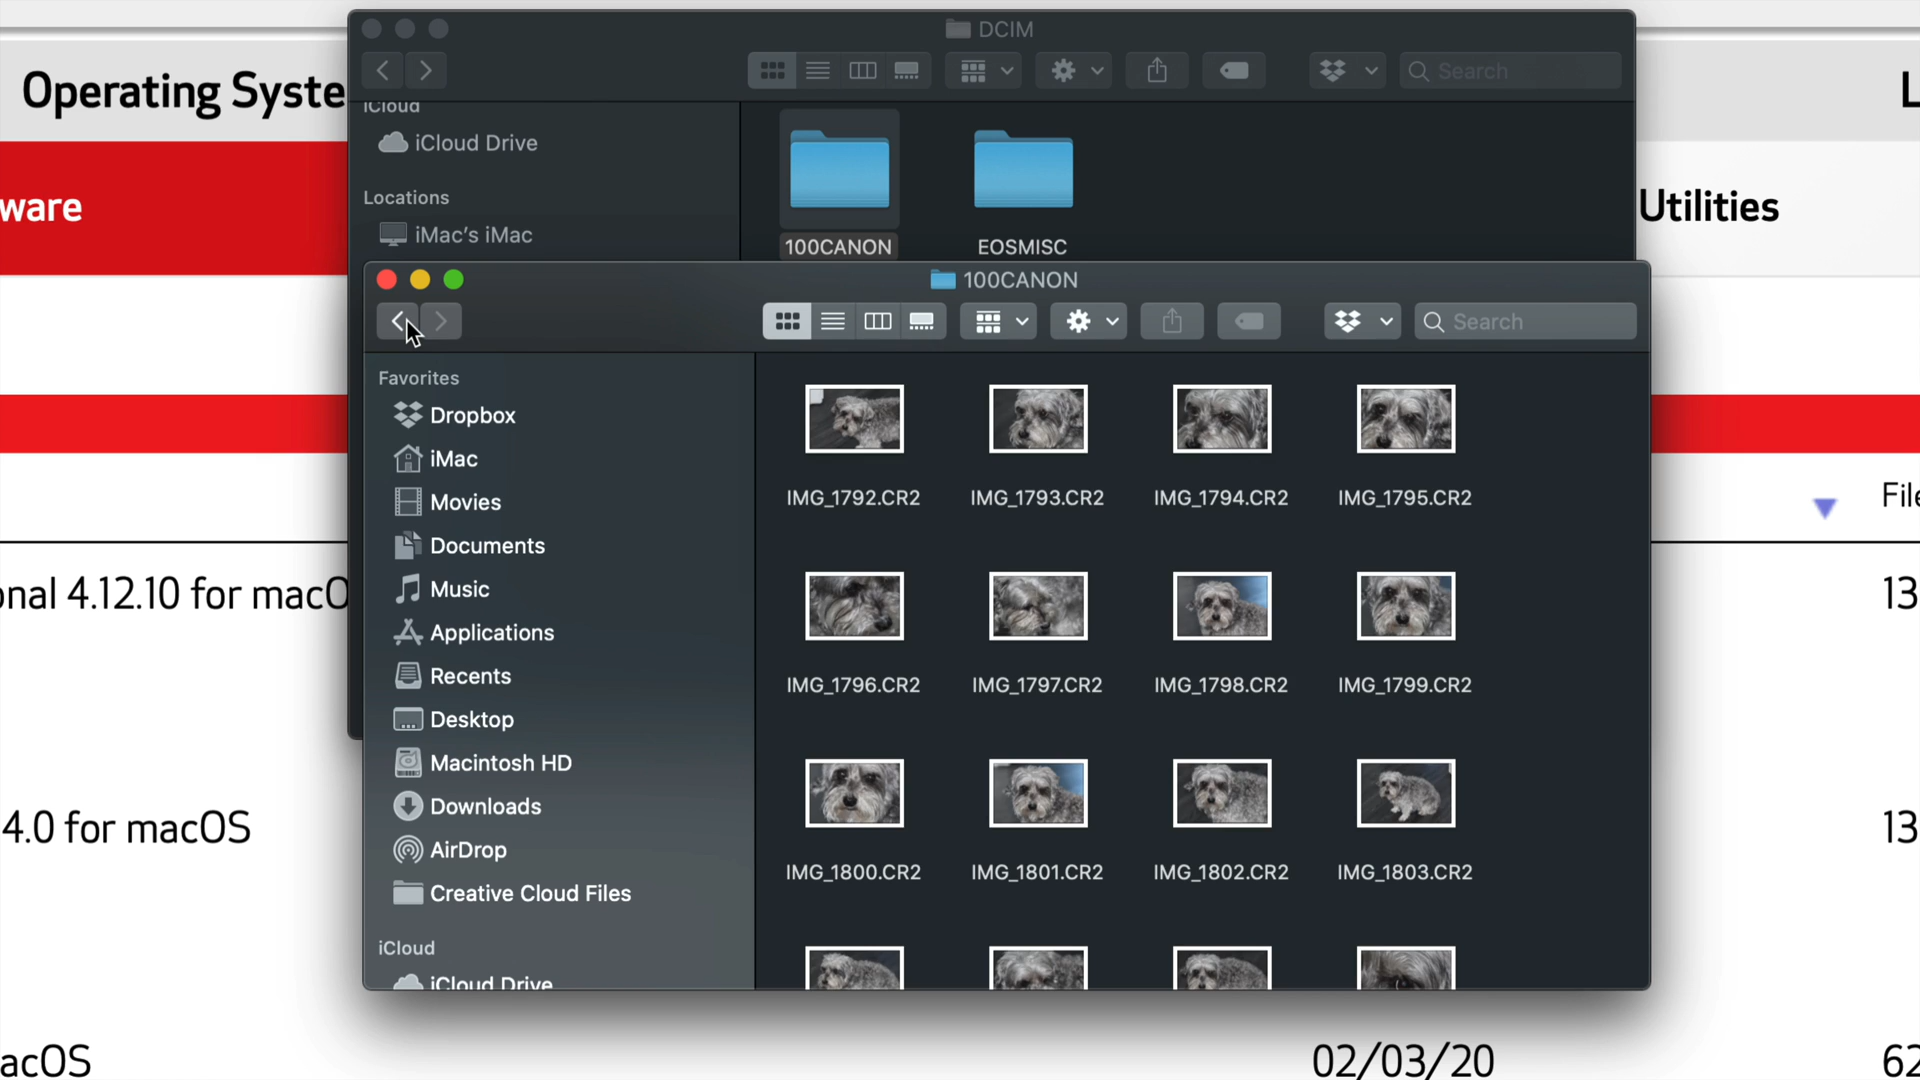 DCIM
Search
Operating Syste
L
iCloud
iCloud Drive
Locations
iMac's iMac
100CANON
EOSMISC
ware
Utilities
100CANON
Search
Favorites
Dropbox
iMac
Movies
Documents
Music
Applications
Recents
Desktop
Macintosh HD
Downloads
AirDrop
Creative Cloud Files
iCloud
iCloud Drive
IMG_1792.CR2
IMG_1793.CR2
IMG_1794.CR2
IMG_1795.CR2
IMG_1796.CR2
IMG_1797.CR2
IMG_1798.CR2
IMG_1799.CR2
IMG_1800.CR2
IMG_1801.CR2
IMG_1802.CR2
IMG_1803.CR2
File
onal 4.12.10 for macO
13
4.0 for macOS
13
acOS
02/03/20
62